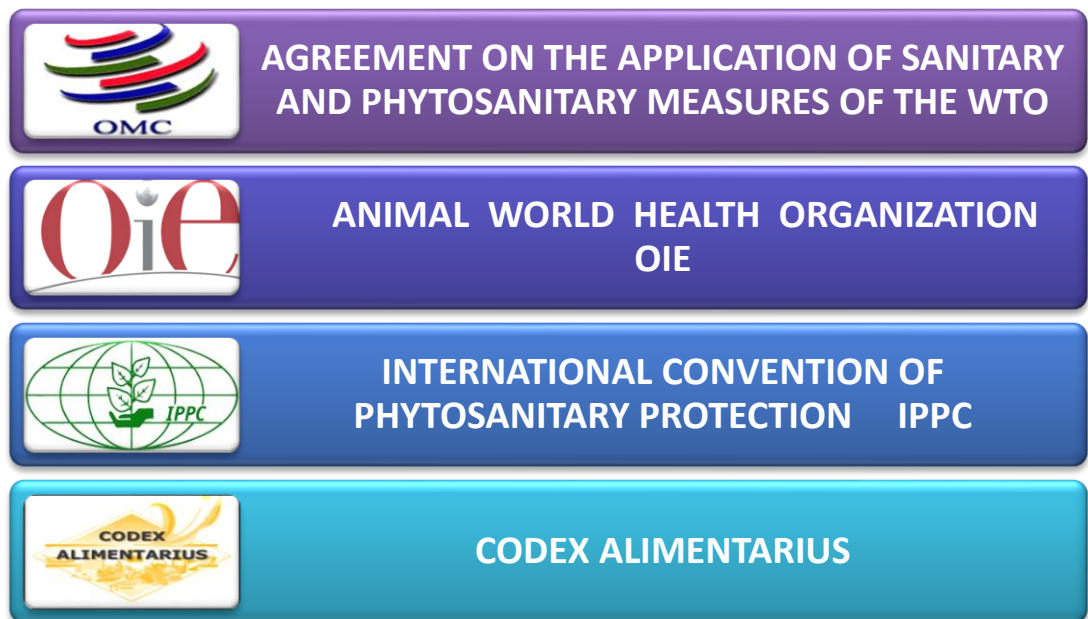 OMC
AGREEMENT ON THE APPLICATION OF SANITARY
AND PHYTOSANITARY MEASURES OF THE WTO
OiE
ANIMAL WORLD HEALTH ORGANIZATION
OIE
IPPC
INTERNATIONAL CONVENTION OF
PHYTOSANITARY PROTECTION IPPC
CODEX
ALIMENTARIUS
CODEX ALIMENTARIUS